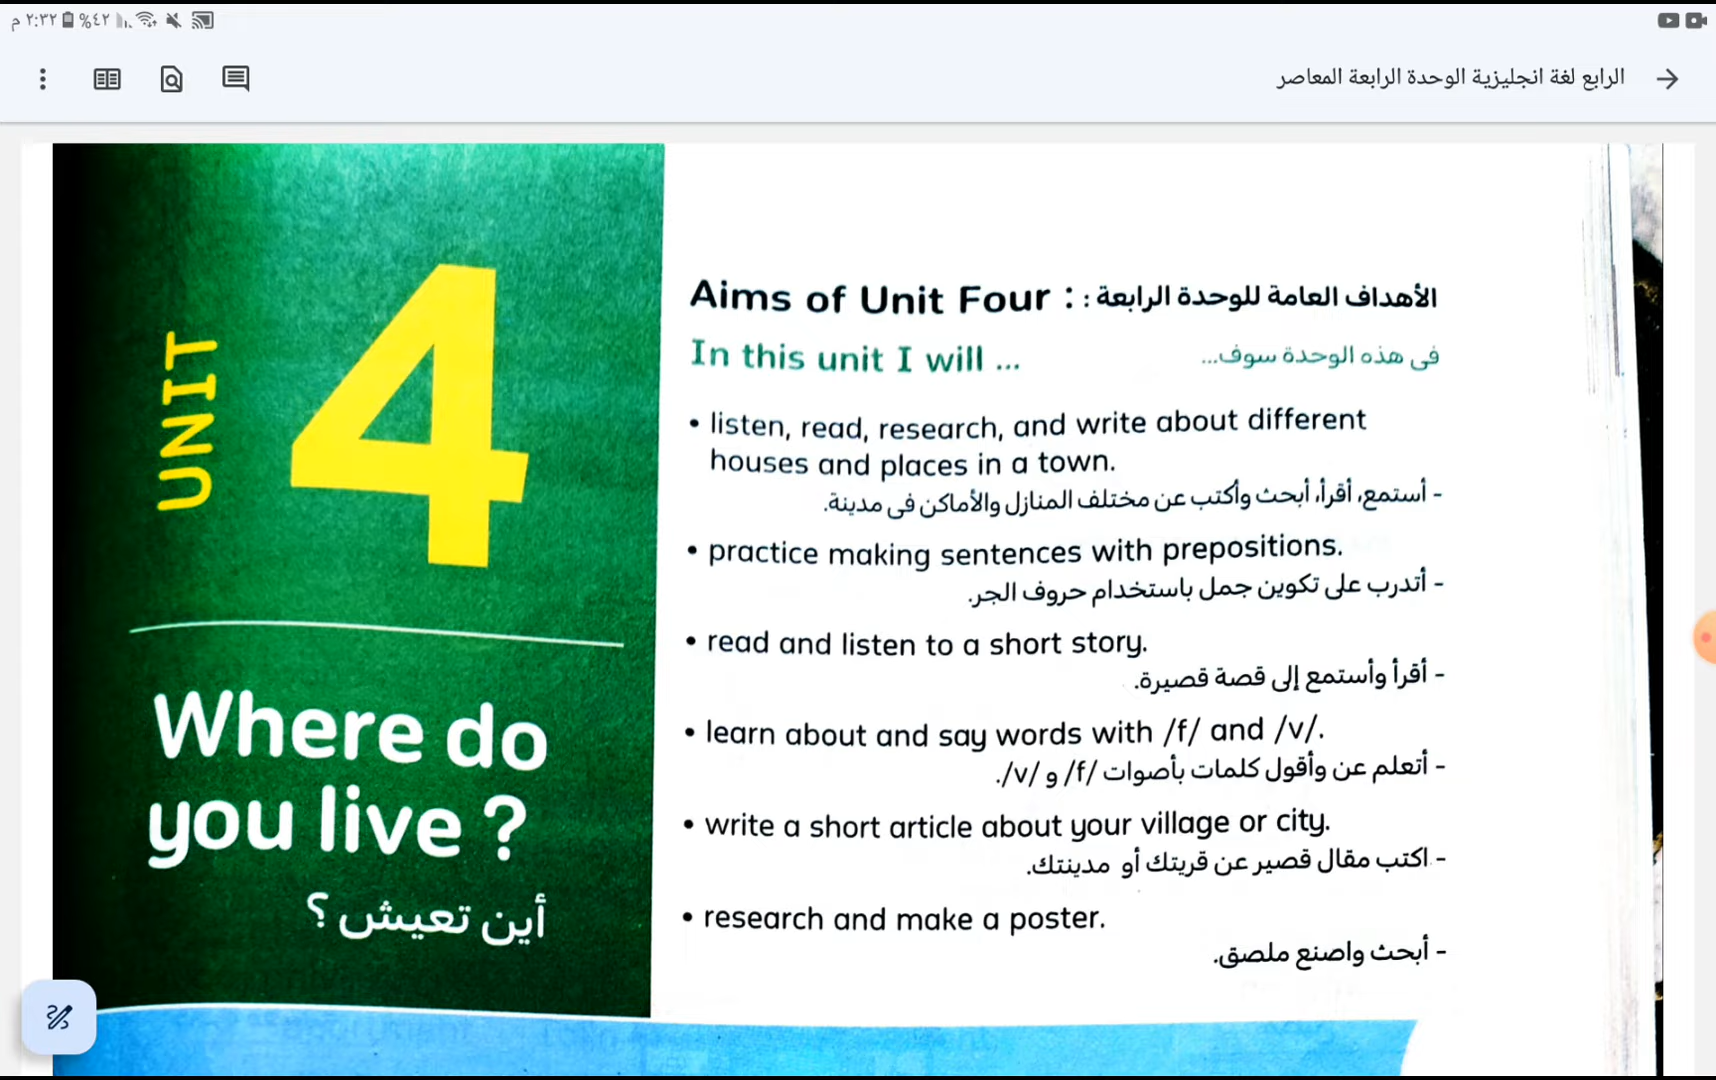 ٢:٣٢ م
%٤٢
الرابع لغة انجليزية الوحدة الرابعة المعاصر
UNIT
4
Where do
you live ?
أين تعيش ؟
Aims of Unit Four : الأهداف العامة للوحدة الرابعة :
In this unit I will ... فى هذه الوحدة سوف...
• listen, read, research, and write about different
houses and places in a town.
- أستمع، أقرأ، أبحث وأكتب عن مختلف المنازل والأماكن فى مدينة.
• practice making sentences with prepositions.
- أتدرب على تكوين جمل باستخدام حروف الجر.
• read and listen to a short story.
- أقرأ وأستمع إلى قصة قصيرة.
• learn about and say words with /f/ and /v/.
- أتعلم عن وأقول كلمات بأصوات /f/ و /v/.
• write a short article about your village or city.
- اكتب مقال قصير عن قريتك أو مدينتك.
• research and make a poster.
- أبحث واصنع ملصق.